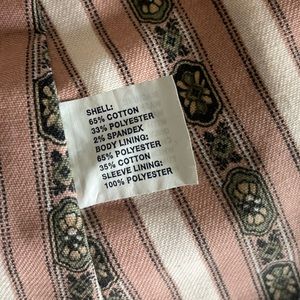 SHELL:
65% COTTON
33% POLYESTER
2% SPANDEX
BODY LINING:
65% POLYESTER
35% COTTON
SLEEVE LINING:
100% POLYESTER